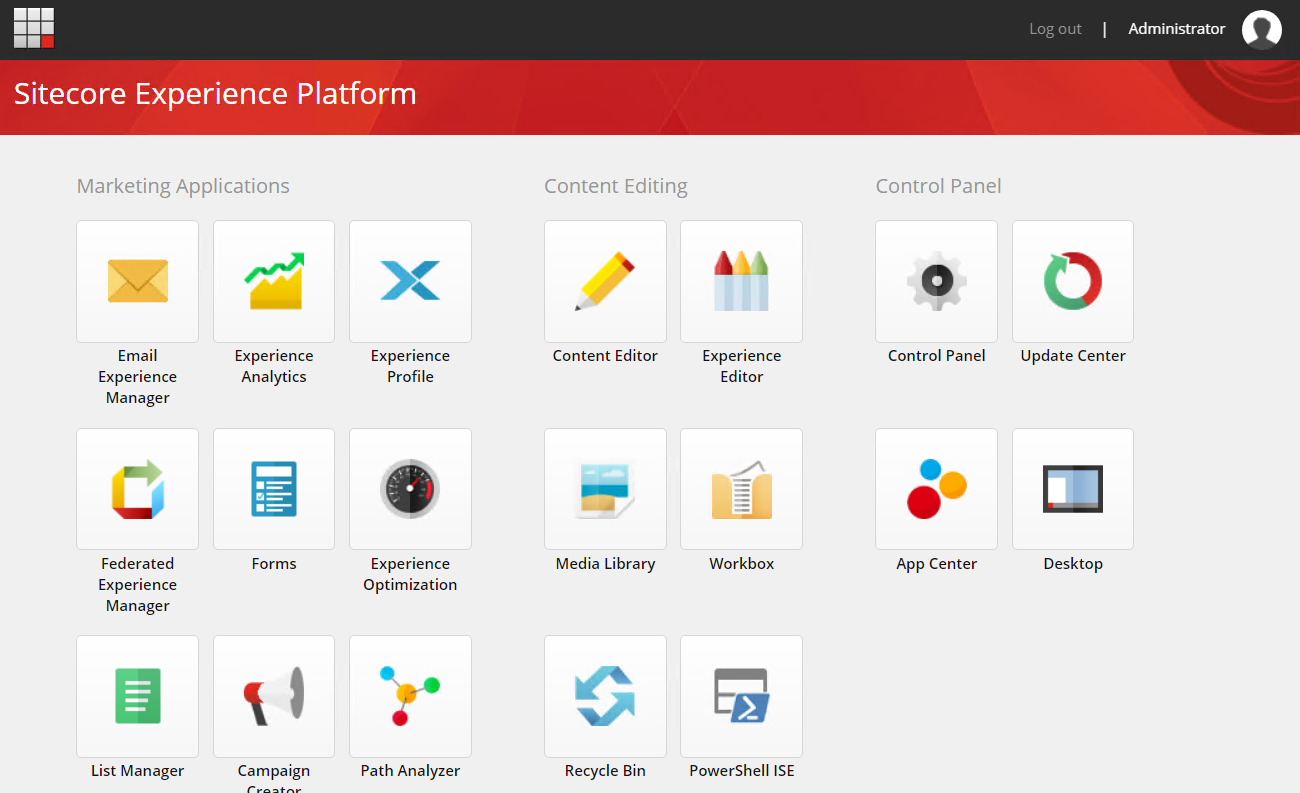 Log out | Administrator
Sitecore Experience Platform
Marketing Applications
Email
Experience
Manager
Experience
Analytics
Experience
Profile
Federated
Experience
Manager
Forms
Experience
Optimization
List Manager
Campaign
Creator
Path Analyzer
Content Editing
Content Editor
Experience
Editor
Media Library
Workbox
Recycle Bin
PowerShell ISE
Control Panel
Control Panel
Update Center
App Center
Desktop